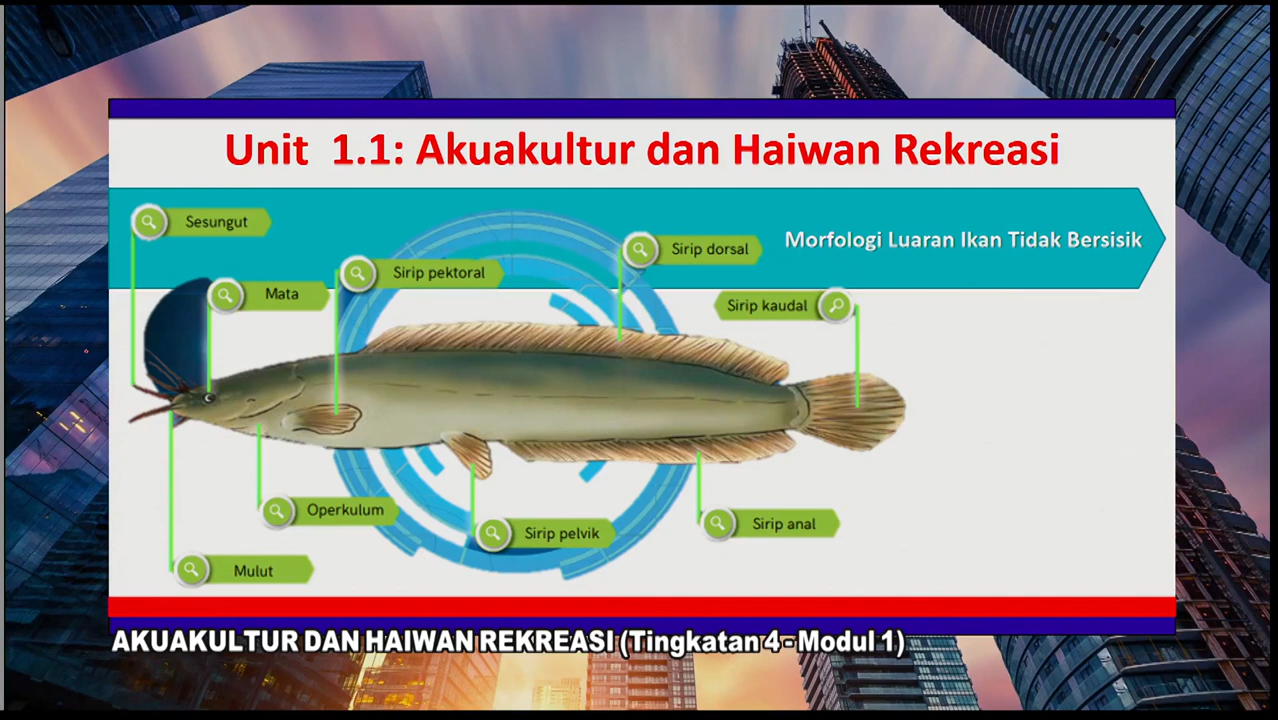 Unit 1.1: Akuakultur dan Haiwan Rekreasi
Morfologi Luaran Ikan Tidak Bersisik
Sesungut
Mata
Sirip pektoral
Sirip dorsal
Sirip kaudal
Operkulum
Sirip pelvik
Sirip anal
Mulut
AKUAKULTUR DAN HAIWAN REKREASI (Tingkatan 4 - Modul 1)